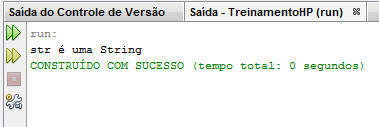 Saída do Controle de Versão
Saída - TreinamentoHP (run)
run:
str é uma String
CONSTRUÍDO COM SUCESSO (tempo total: 0 segundos)